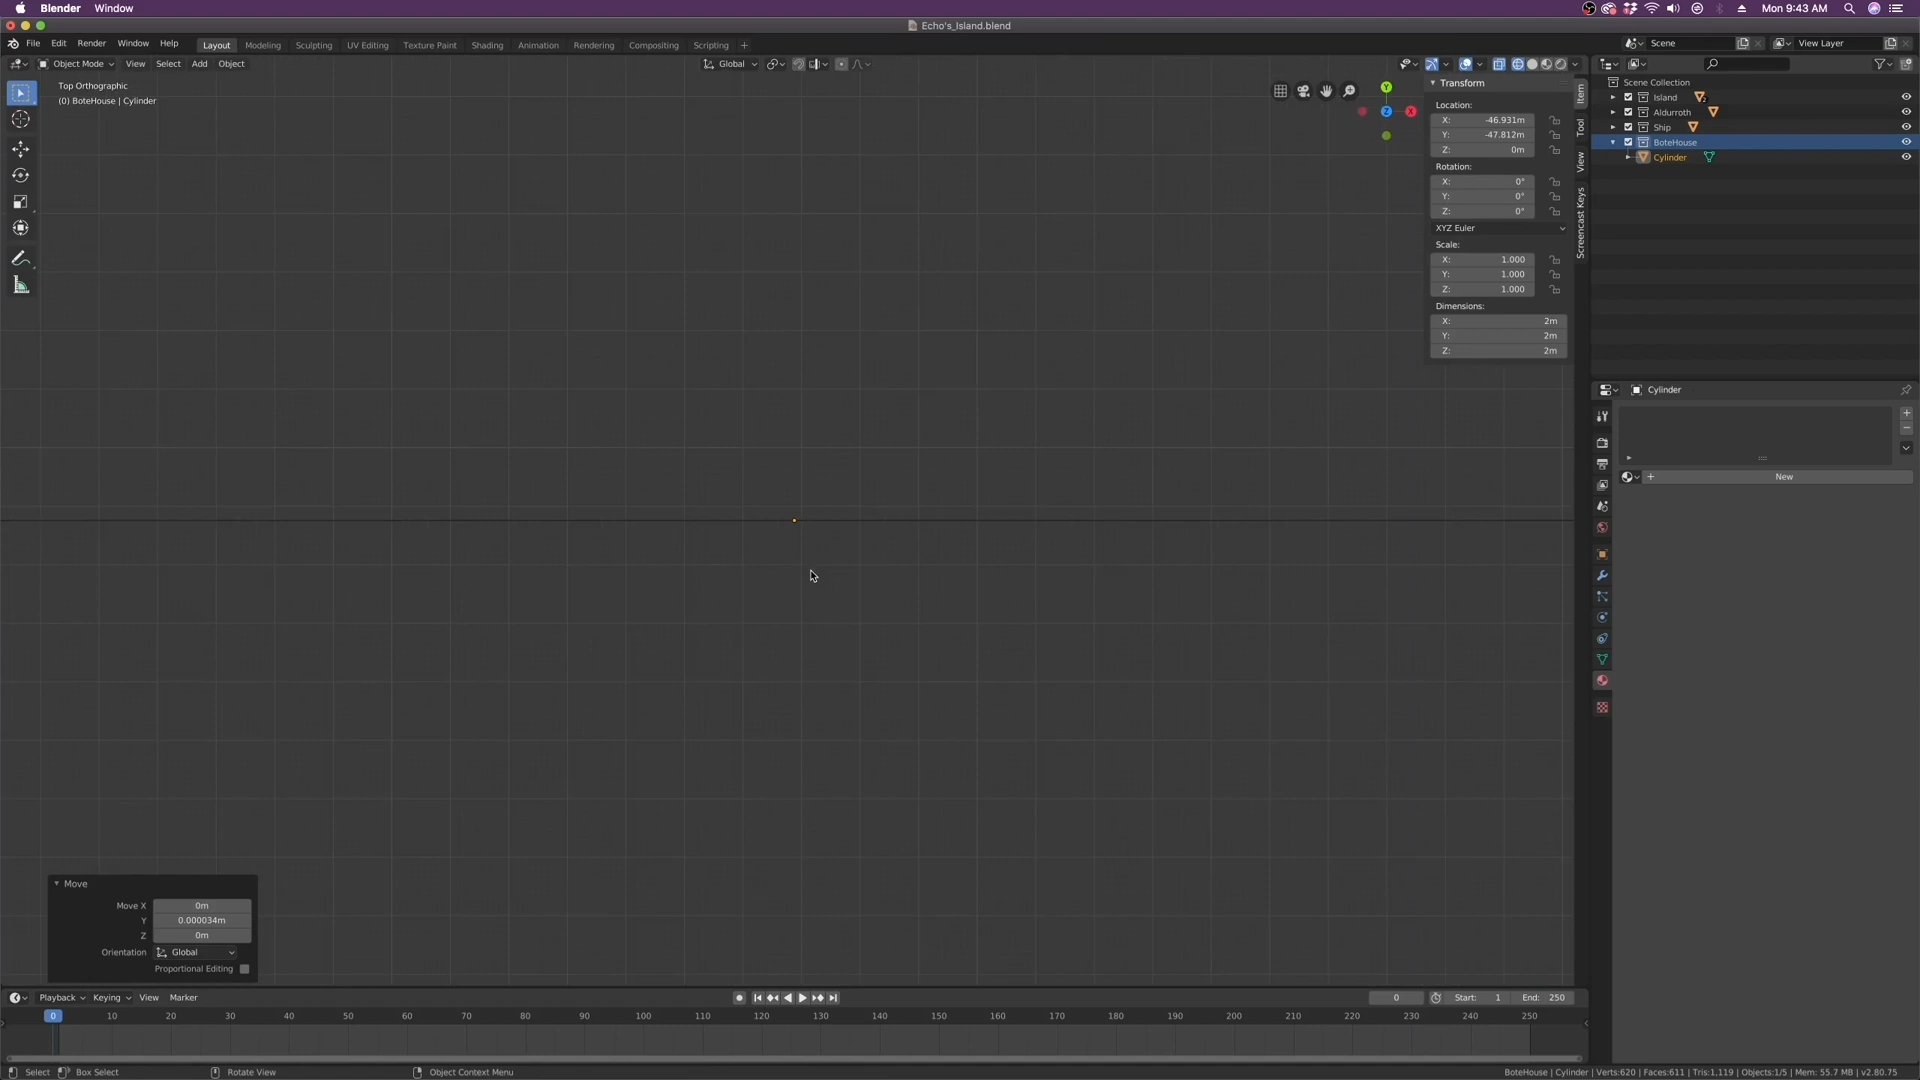 Blender Window Mon 9:43 AM
Echo's_Island.blend
File Edit Render Window Help Layout Modeling Sculpting UV Editing Texture Paint Shading Animation Rendering Compositing Scripting + Scene View Layer
Object Mode View Select Add Object Global
Top Orthographic
(0) BoteHouse | Cylinder
Y
Z
X
Transform
Location:
X: -46.931m
Y: -47.812m
Z: 0m
Rotation:
X: 0°
Y: 0°
Z: 0°
XYZ Euler
Scale:
X: 1.000
Y: 1.000
Z: 1.000
Dimensions:
X: 2m
Y: 2m
Z: 2m
Item
Tool
View
Screencast Keys
Scene Collection
Island 2
Aldurroth
Ship
BoteHouse
Cylinder
Cylinder
+ New
Move
Move X 0m
Y 0.000034m
Z 0m
Orientation Global
Proportional Editing
Playback Keying View Marker 0 Start: 1 End: 250
0 10 20 30 40 50 60 70 80 90 100 110 120 130 140 150 160 170 180 190 200 210 220 230 240 250
Select Box Select Rotate View Object Context Menu BoteHouse | Cylinder | Verts:620 | Faces:611 | Tris:1,119 | Objects:1/5 | Mem: 55.7 MB | v2.80.75